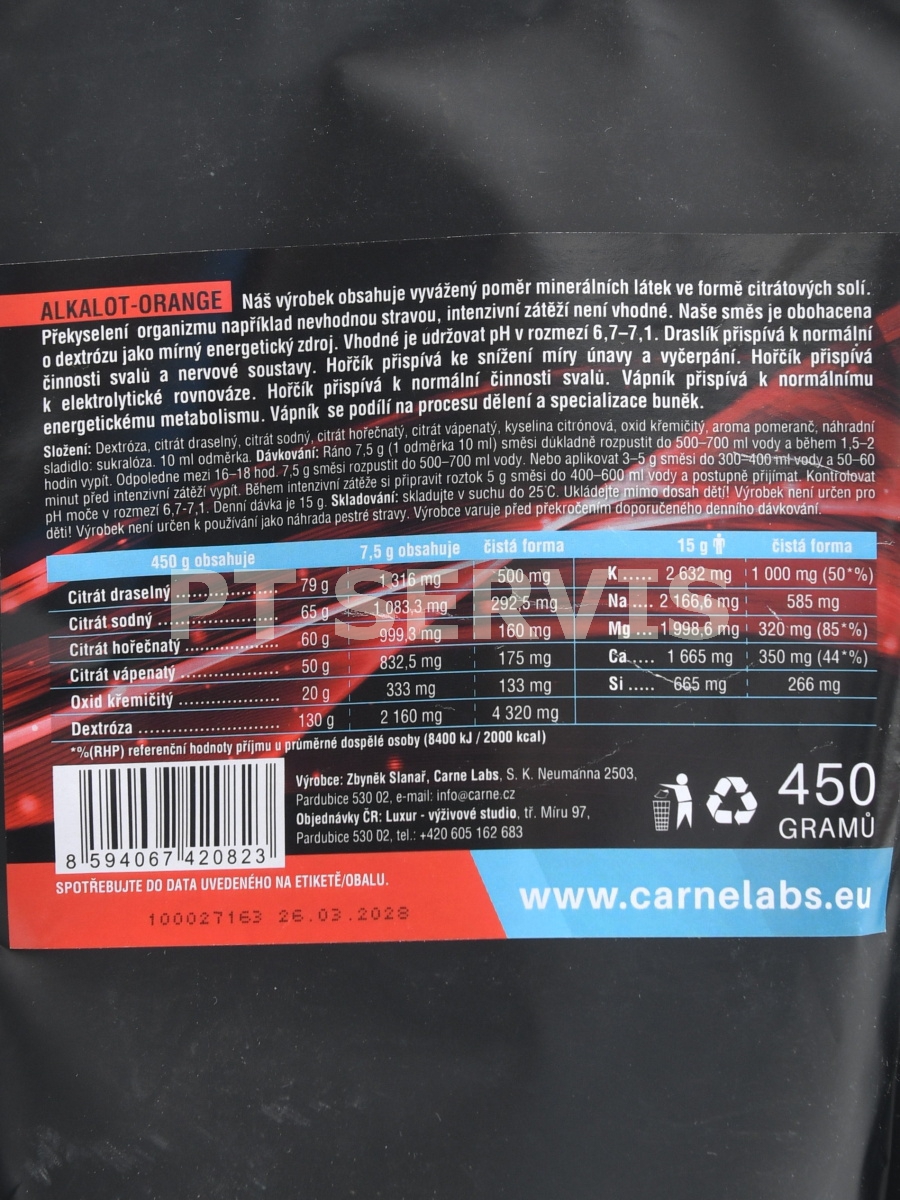 ALKALOT-ORANGE Náš výrobek obsahuje vyvážený poměr minerálních látek ve formě citrátových solí.
Překyselení organizmu například nevhodnou stravou, intenzivní zátěží není vhodné. Naše směs je obohacena
o dextrózu jako mírný energetický zdroj. Vhodné je udržovat pH v rozmezí 6,7–7,1. Draslík přispívá k normální
činnosti svalů a nervové soustavy. Hořčík přispívá ke snížení míry únavy a vyčerpání. Hořčík přispívá
k elektrolytické rovnováze. Hořčík přispívá k normální činnosti svalů. Vápník přispívá k normálnímu
energetickému metabolismu. Vápník se podílí na procesu dělení a specializace buněk.
Složení: Dextróza, citrát draselný, citrát sodný, citrát hořečnatý, citrát vápenatý, kyselina citrónová, oxid křemičitý, aroma pomeranč, náhradní
sladidlo: sukralóza. 10 ml odměrka. Dávkování: Ráno 7,5 g (1 odměrka 10 ml) směsi důkladně rozpustit do 500–700 ml vody a během 1,5–2
hodin vypít. Odpoledne mezi 16–18 hod. 7,5 g směsi rozpustit do 500–700 ml vody. Nebo aplikovat 3–5 g směsi do 300–400 ml vody a 50–60
minut před intenzivní zátěží vypít. Během intenzivní zátěže si připravit roztok 5 g směsi do 400–600 ml vody a postupně přijímat. Kontrolovat
pH moče v rozmezí 6,7-7,1. Denní dávka je 15 g. Skladování: skladujte v suchu do 25˚C. Ukládejte mimo dosah dětí! Výrobek není určen pro
děti! Výrobek není určen k používání jako náhrada pestré stravy. Výrobce varuje před překročením doporučeného denního dávkování.
450 g obsahuje 7,5 g obsahuje čistá forma 15 g čistá forma
Citrát draselný .................. 79 g 1 316 mg 500 mg K ..... 2 632 mg 1 000 mg (50*%)
Citrát sodný ..................... 65 g 1 083,3 mg 292,5 mg Na .... 2 166,6 mg 585 mg
Citrát hořečnatý ................ 60 g 999,3 mg 160 mg Mg ... 1 998,6 mg 320 mg (85*%)
Citrát vápenatý ................. 50 g 832,5 mg 175 mg Ca..... 1 665 mg 350 mg (44*%)
Oxid křemičitý .................. 20 g 333 mg 133 mg Si ..... 665 mg 266 mg
Dextróza ........................ 130 g 2 160 mg 4 320 mg
PT SERVIS
*%(RHP) referenční hodnoty příjmu u průměrné dospělé osoby (8400 kJ / 2000 kcal)
Výrobce: Zbyněk Slanař, Carne Labs, S. K. Neumanna 2503,
Pardubice 530 02, e-mail: info@carne.cz
Objednávky ČR: Luxur - výživové studio, tř. Míru 97,
Pardubice 530 02, tel.: +420 605 162 683
450
GRAMŮ
8 594067 420823
SPOTŘEBUJTE DO DATA UVEDENÉHO NA ETIKETĚ/OBALU.
www.carnelabs.eu
100027163 26.03.2028